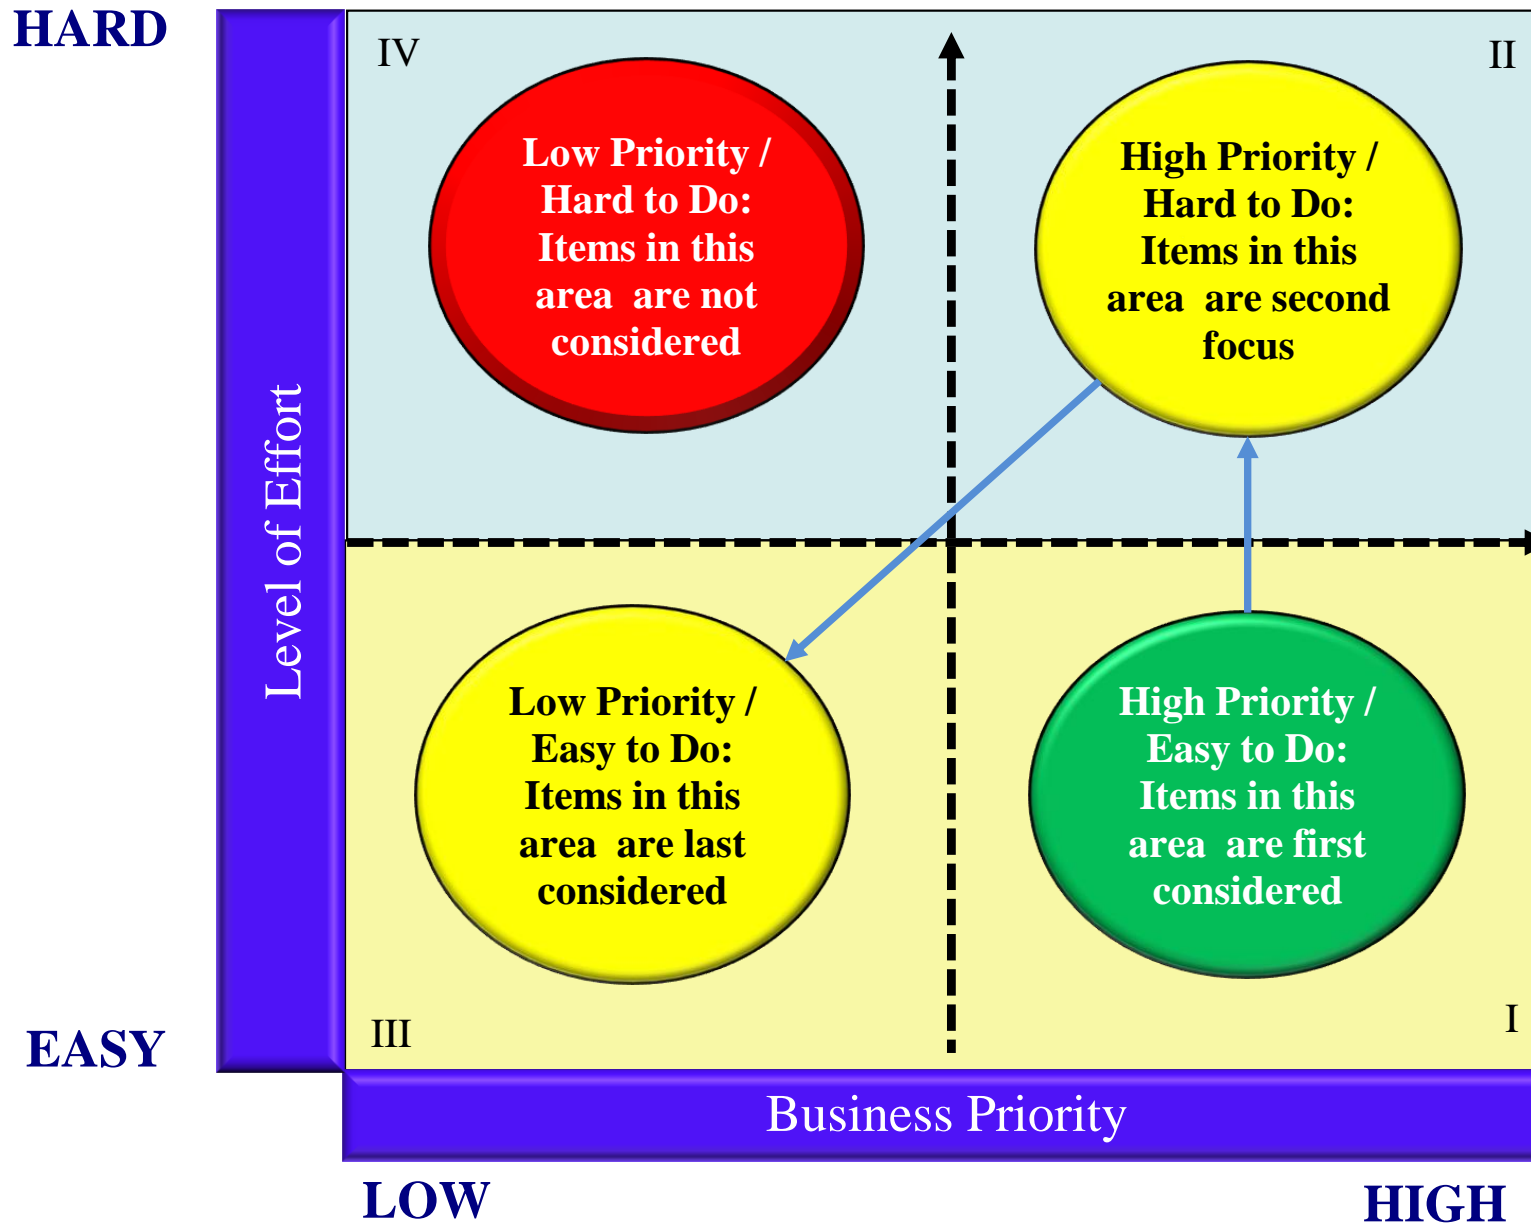 HARD
IV
II
Low Priority /
Hard to Do:
Items in this
area  are not
considered
High Priority /
Hard to Do:
Items in this
area  are second
focus
Level of Effort
Low Priority /
Easy to Do:
Items in this
area  are last
considered
High Priority /
Easy to Do:
Items in this
area  are first
considered
III
I
EASY
Business Priority
LOW
HIGH